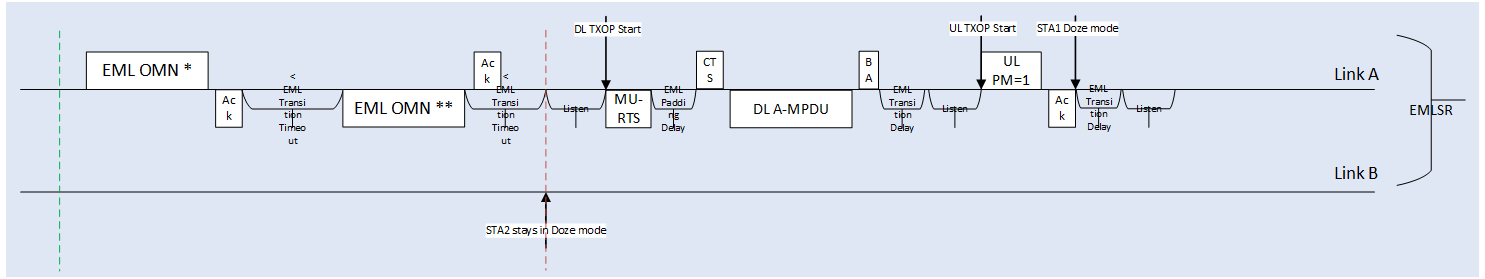 DL TXOP Start
UL TXOP Start
STA1 Doze mode
EML OMN *
Ac
k
<
EML
Transi
tion
Timeo
ut
EML OMN **
Ac
k
<
EML
Transi
tion
Timeo
ut
Listen
MU-
RTS
EML
Paddi
ng
Delay
CT
S
DL A-MPDU
B
A
EML
Transi
tion
Delay
Listen
UL
PM=1
Ac
k
EML
Transi
tion
Delay
Listen
Link A
EMLSR
Link B
STA2 stays in Doze mode